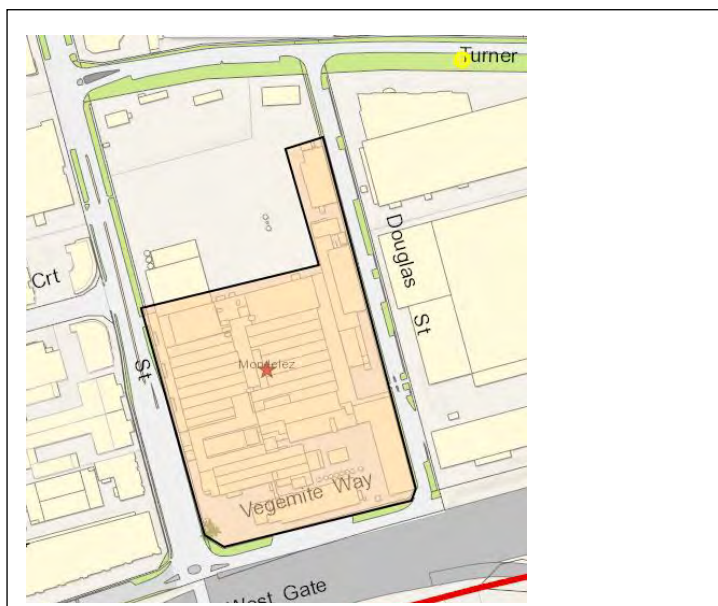 Turner
Douglas
St
Crt
St
Mondelez
Vegemite Way
West Gate